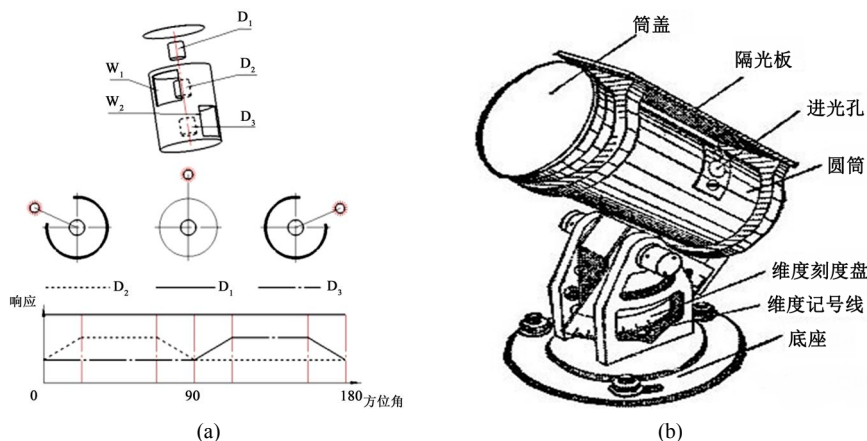 D₁
W₁
D₂
W₂
D₃
D₂
D₁
D₃
响应
0
90
180
方位角
(a)
筒盖
隔光板
进光孔
圆筒
维度刻度盘
维度记号线
底座
(b)